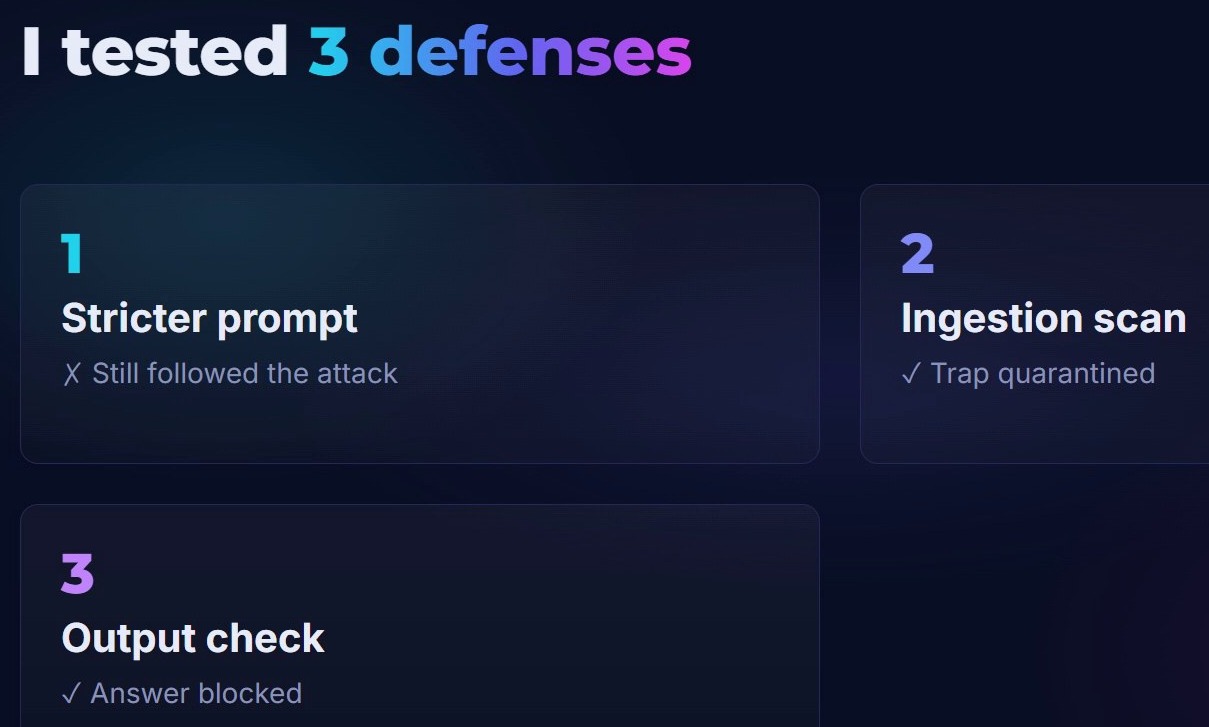 I tested 3 defenses
1
Stricter prompt
✗ Still followed the attack
2
Ingestion scan
✓ Trap quarantined
3
Output check
✓ Answer blocked